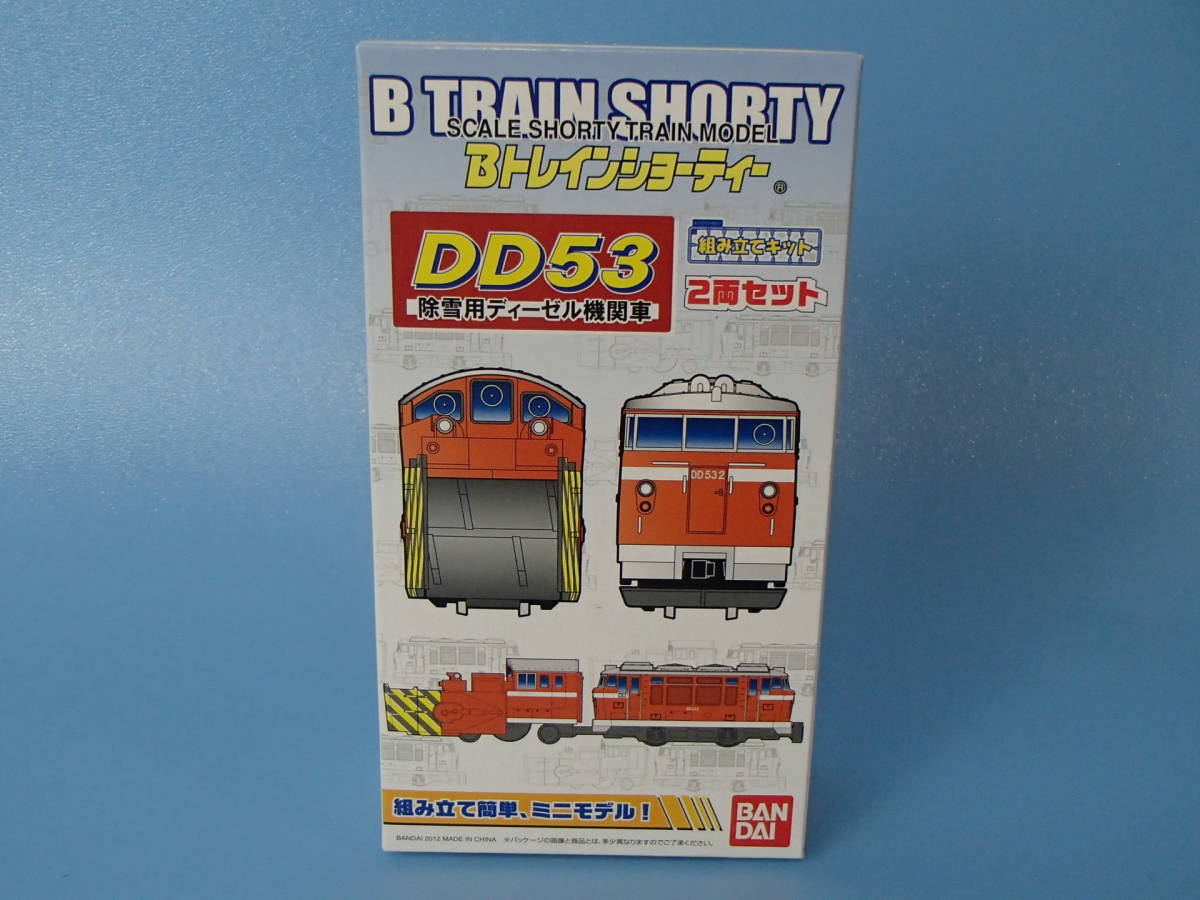 B TRAIN SHORTY
SCALE SHORTY TRAIN MODEL
Bトレインショーティー®
DD53
除雪用ディーゼル機関車
組み立てキット
2両セット
DD532
組み立て簡単、ミニモデル!
BAN
DAI
BANDAI 2012 MADE IN CHINA ※パッケージの画像と商品とは、多少異なりますのでご了承ください。